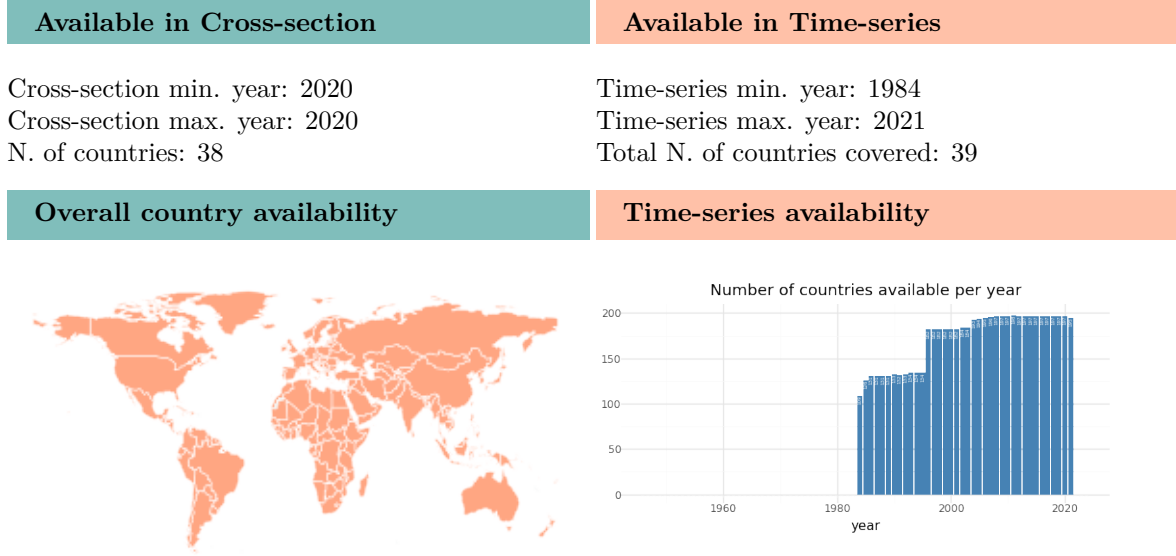 Available in Cross-section
Available in Time-series
Cross-section min. year: 2020
Cross-section max. year: 2020
N. of countries: 38
Time-series min. year: 1984
Time-series max. year: 2021
Total N. of countries covered: 39
Overall country availability
Time-series availability
Number of countries available per year
200
150
100
50
0
1960
1980
2000
2020
year